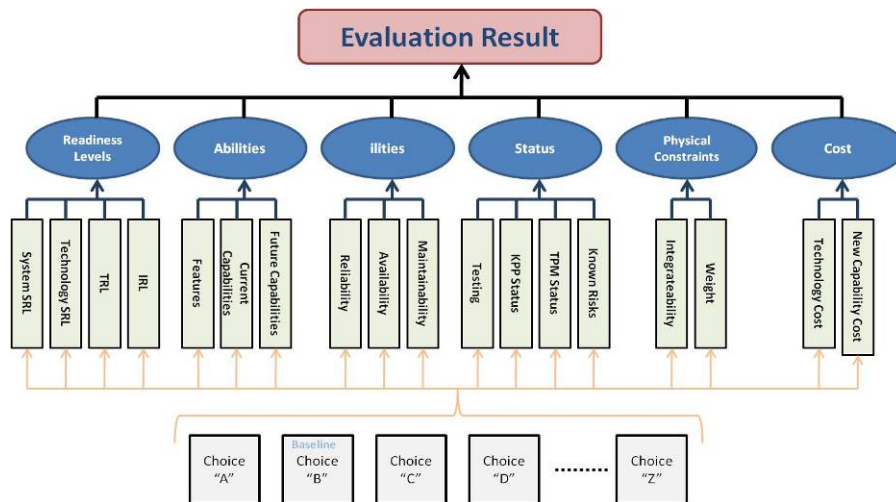 Evaluation Result
Readiness
Levels
Abilities
ilities
Status
Physical
Constraints
Cost
System SRL
Technology SRL
TRL
IRL
Features
Current
Capabilities
Future Capabilities
Reliability
Availability
Maintainability
Testing
KPP Status
TPM Status
Known Risks
Integrateability
Weight
Technology Cost
New Capability Cost
Choice
"A"
Baseline
Choice
"B"
Choice
"C"
Choice
"D"
Choice
"Z"